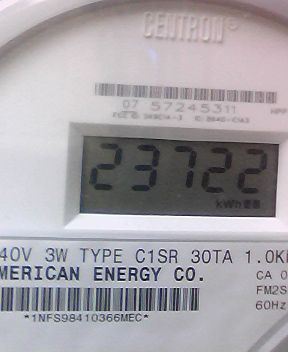 CENTRON®
07 57245311
23722
kWh
40V 3W TYPE C1SR 30TA 1.0K
MERICAN ENERGY CO.
CA 0
FM2S
60Hz
*1NFS98410366MEC*